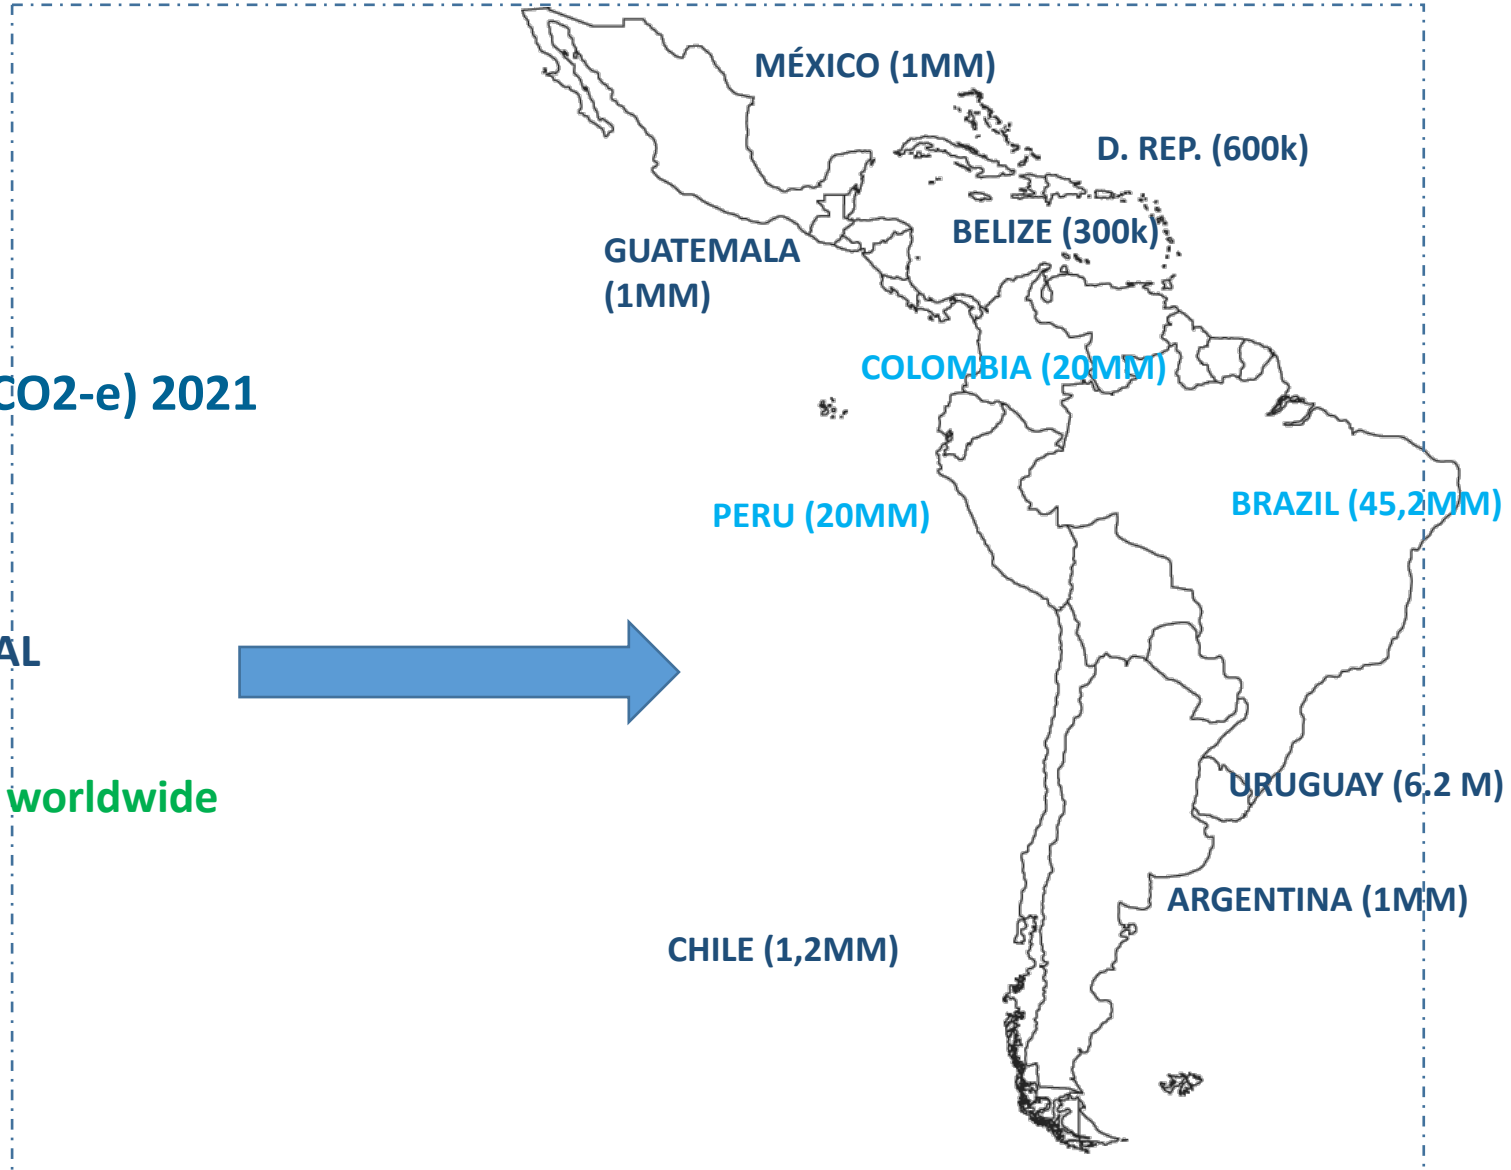 MÉXICO (1MM)
D. REP. (600k)
BELIZE (300k)
GUATEMALA
(1MM)
COLOMBIA (20MM)
CO2-e) 2021
PERU (20MM)
BRAZIL (45,2MM)
AL
worldwide
URUGUAY (6.2 M)
ARGENTINA (1MM)
CHILE (1,2MM)